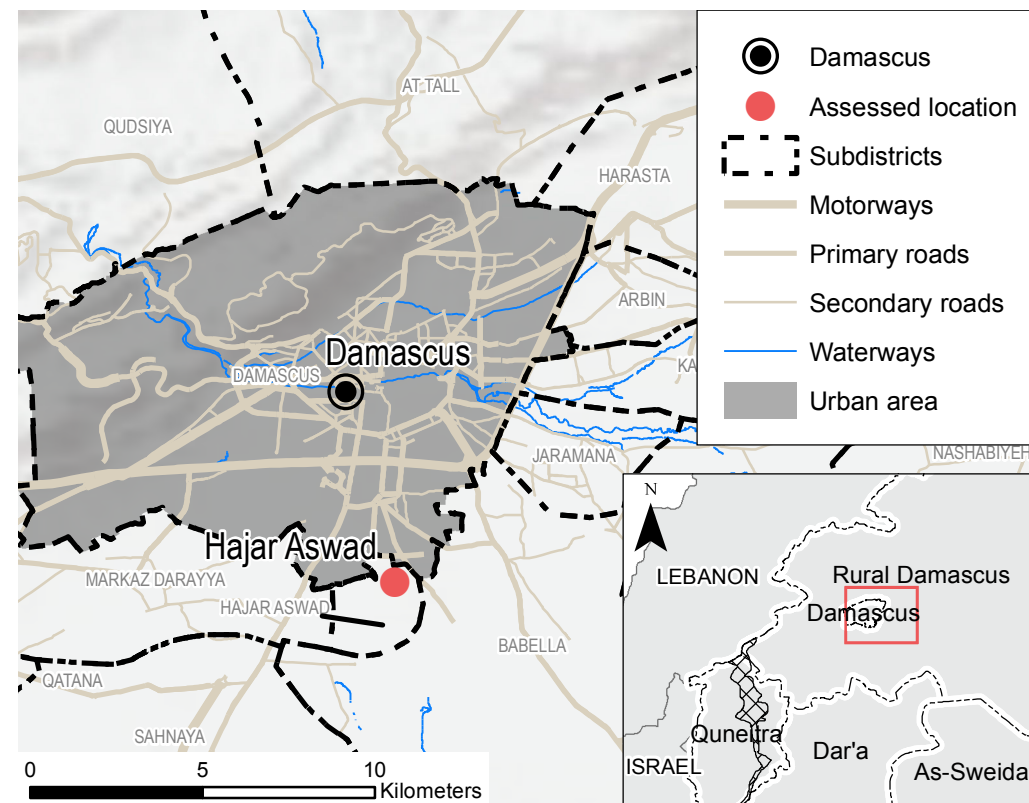 AT TALL
QUDSIYA
HARASTA
ARBIN
Damascus
DAMASCUS
JARAMANA
NASHABIYEH
Hajar Aswad
MARKAZ DARAYYA
HAJAR ASWAD
BABELLA
QATANA
SAHNAYA
0 5 10
Kilometers
Damascus
Assessed location
Subdistricts
Motorways
Primary roads
Secondary roads
Waterways
Urban area
N
LEBANON
Rural Damascus
Damascus
Quneitra
ISRAEL
Dar'a
As-Sweida